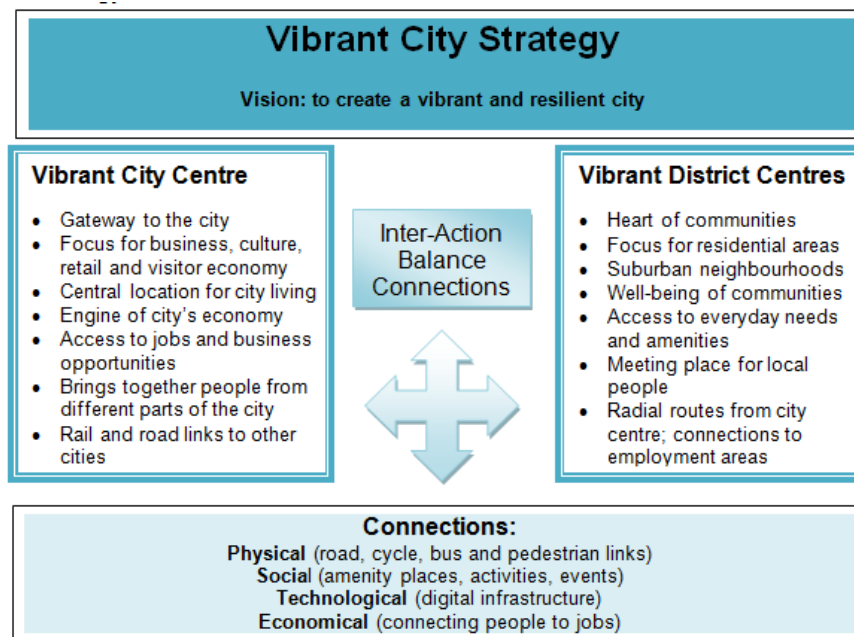 Vibrant City Strategy
Vision: to create a vibrant and resilient city
Vibrant City Centre
• Gateway to the city
• Focus for business, culture,
retail and visitor economy
• Central location for city living
• Engine of city's economy
• Access to jobs and business
opportunities
• Brings together people from
different parts of the city
• Rail and road links to other
cities
Inter-Action
Balance
Connections
Vibrant District Centres
• Heart of communities
• Focus for residential areas
• Suburban neighbourhoods
• Well-being of communities
• Access to everyday needs
and amenities
• Meeting place for local
people
• Radial routes from city
centre; connections to
employment areas
Connections:
Physical (road, cycle, bus and pedestrian links)
Social (amenity places, activities, events)
Technological (digital infrastructure)
Economical (connecting people to jobs)